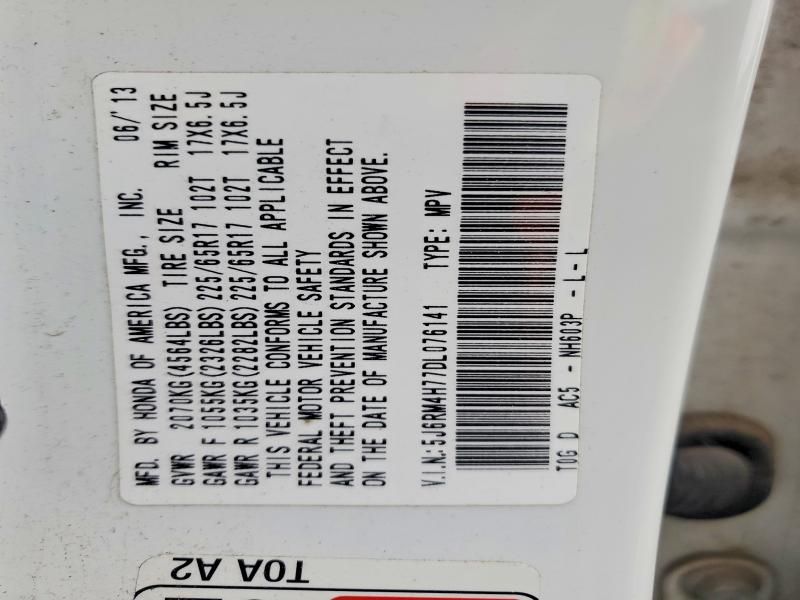 MFD. BY HONDA OF AMERICA MFG., INC. 06/'13
GVWR 2070KG(4564LBS) TIRE SIZE RIM SIZE
GAWR F 1055KG(2326LBS) 225/65R17 102T 17X6.5J
GAWR R 1035KG(2282LBS) 225/65R17 102T 17X6.5J
THIS VEHICLE CONFORMS TO ALL APPLICABLE
FEDERAL MOTOR VEHICLE SAFETY
AND THEFT PREVENTION STANDARDS IN EFFECT
ON THE DATE OF MANUFACTURE SHOWN ABOVE.
V.I.N.:5J6RM4H77DL076141 TYPE: MPV
T0G D AC5 - NH603P - L- L
T0A A2